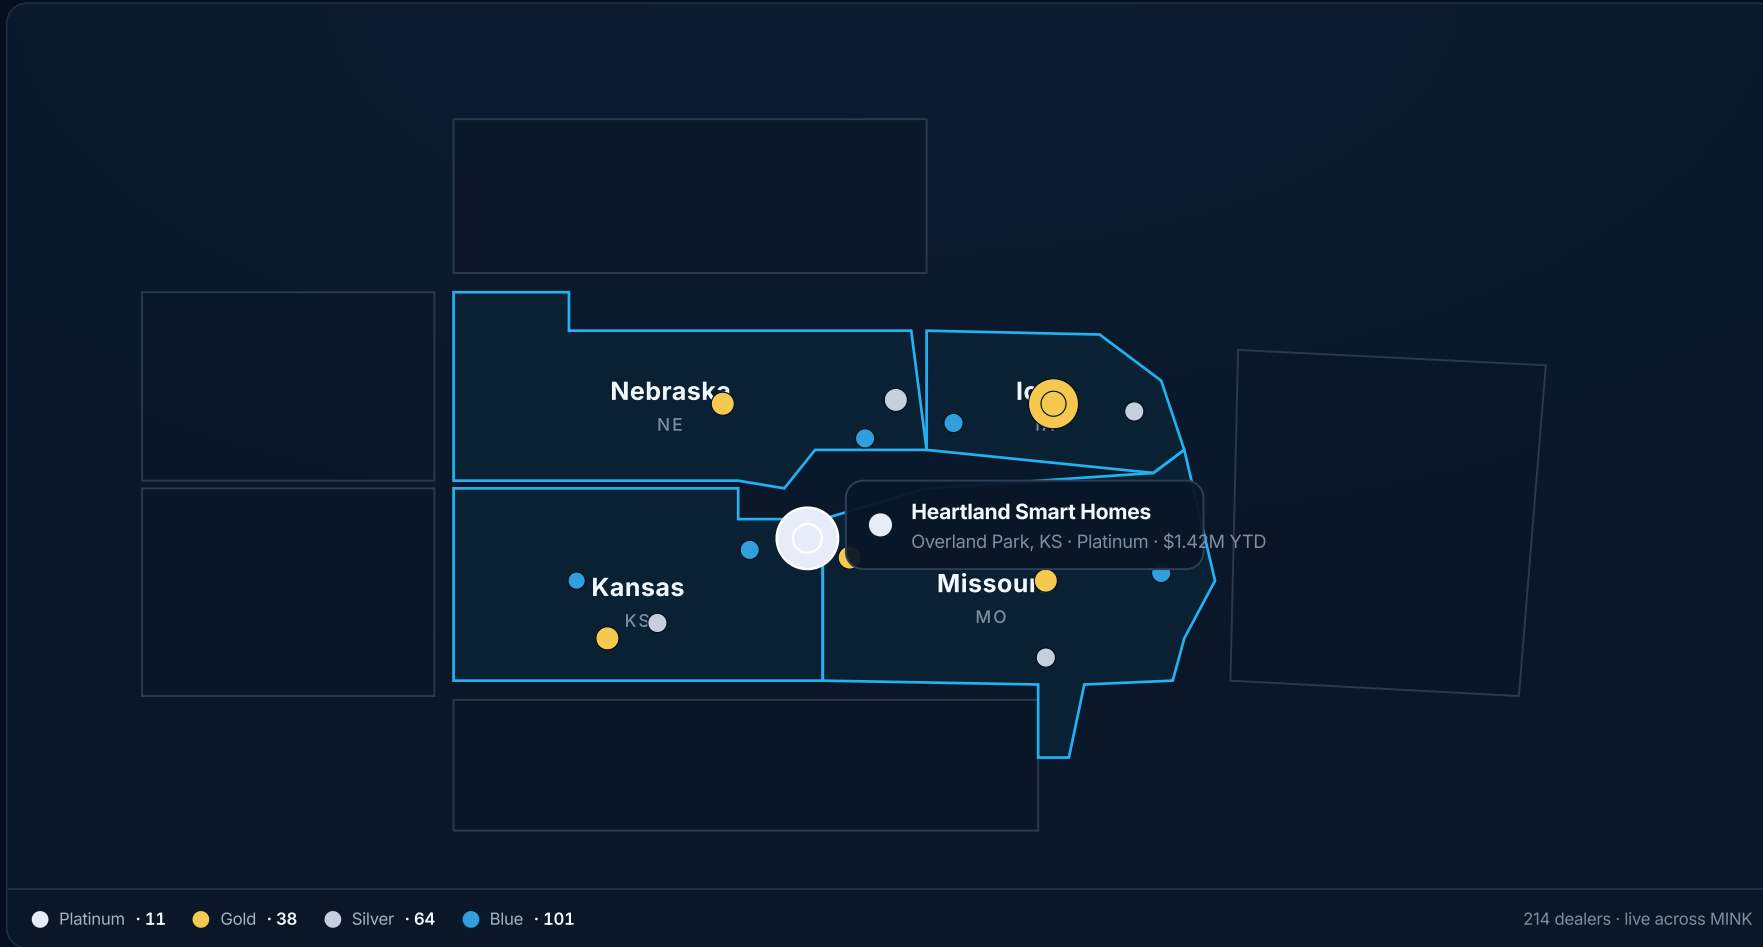 Nebraska
NE
Heartland Smart Homes
Overland Park, KS · Platinum · $1.42M YTD
Kansas
KS
MO
Platinum · 11
Gold · 38
Silver · 64
Blue · 101
214 dealers · live across MINK